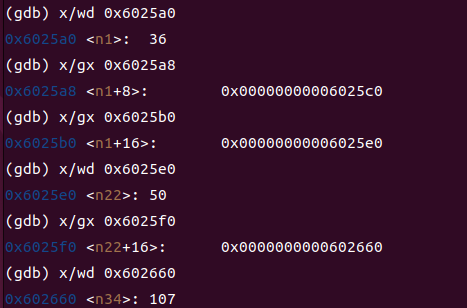 (gdb) x/wd 0x6025a0
0x6025a0 <n1>: 36
(gdb) x/gx 0x6025a8
0x6025a8 <n1+8>: 0x00000000006025c0
(gdb) x/gx 0x6025b0
0x6025b0 <n1+16>: 0x00000000006025e0
(gdb) x/wd 0x6025e0
0x6025e0 <n22>: 50
(gdb) x/gx 0x6025f0
0x6025f0 <n22+16>: 0x0000000000602660
(gdb) x/wd 0x602660
0x602660 <n34>: 107